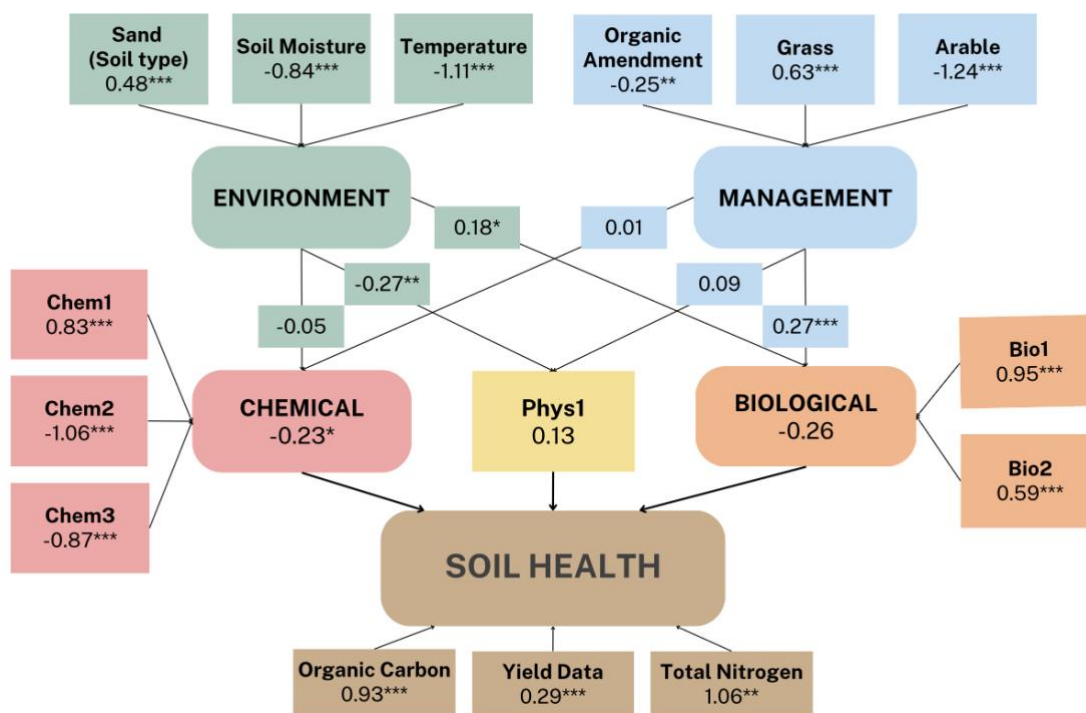 Sand
(Soil type)
0.48***
Soil Moisture
-0.84***
Temperature
-1.11***
Organic
Amendment
-0.25**
Grass
0.63***
Arable
-1.24***
ENVIRONMENT
MANAGEMENT
0.18*
0.01
-0.27**
0.09
-0.05
0.27***
Chem1
0.83***
Chem2
-1.06***
Chem3
-0.87***
CHEMICAL
-0.23*
Phys1
0.13
BIOLOGICAL
-0.26
Bio1
0.95***
Bio2
0.59***
SOIL HEALTH
Organic Carbon
0.93***
Yield Data
0.29***
Total Nitrogen
1.06**